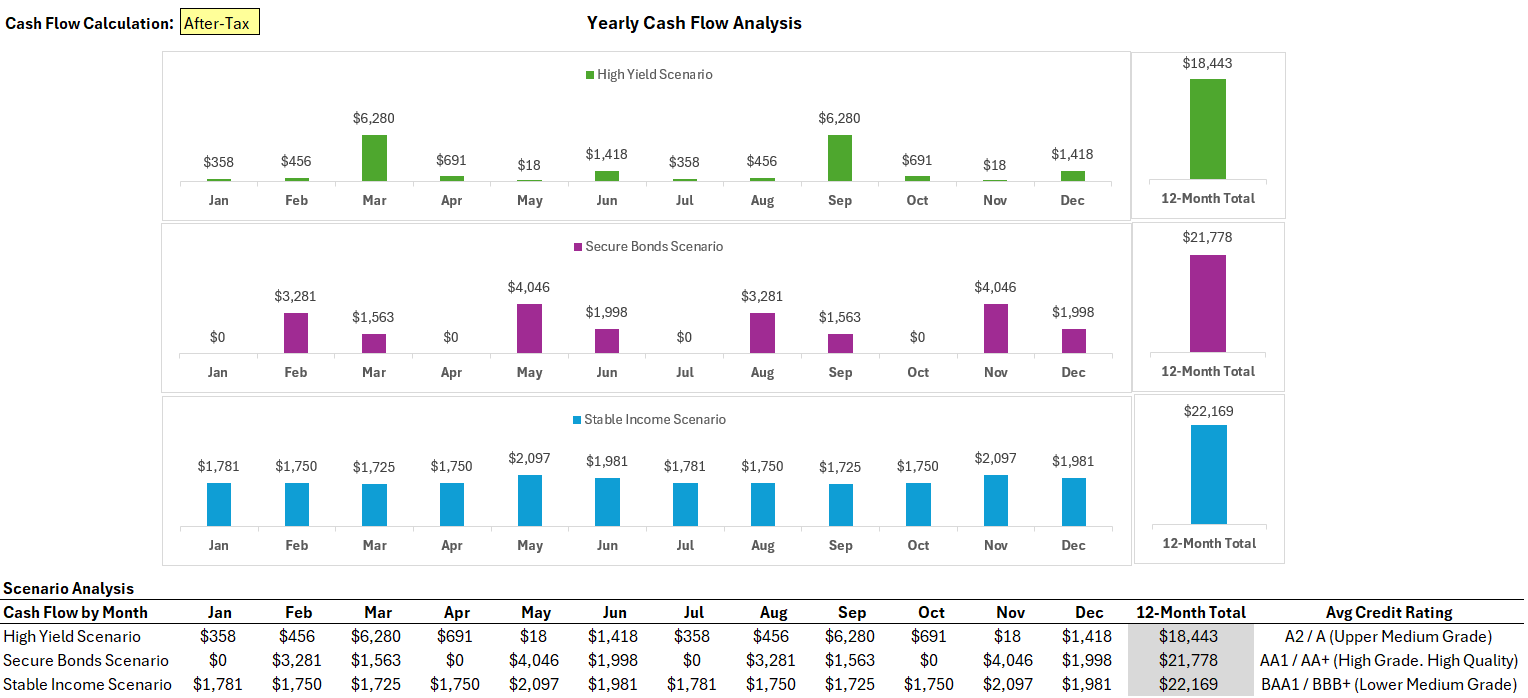 Cash Flow Calculation: After-Tax Yearly Cash Flow Analysis
High Yield Scenario
$358 $456 $6,280 $691 $18 $1,418 $358 $456 $6,280 $691 $18 $1,418
Jan Feb Mar Apr May Jun Jul Aug Sep Oct Nov Dec
$18,443
12-Month Total
Secure Bonds Scenario
$0 $3,281 $1,563 $0 $4,046 $1,998 $0 $3,281 $1,563 $0 $4,046 $1,998
Jan Feb Mar Apr May Jun Jul Aug Sep Oct Nov Dec
$21,778
12-Month Total
Stable Income Scenario
$1,781 $1,750 $1,725 $1,750 $2,097 $1,981 $1,781 $1,750 $1,725 $1,750 $2,097 $1,981
Jan Feb Mar Apr May Jun Jul Aug Sep Oct Nov Dec
$22,169
12-Month Total
Scenario Analysis
Cash Flow by Month Jan Feb Mar Apr May Jun Jul Aug Sep Oct Nov Dec 12-Month Total Avg Credit Rating
High Yield Scenario $358 $456 $6,280 $691 $18 $1,418 $358 $456 $6,280 $691 $18 $1,418 $18,443 A2 / A (Upper Medium Grade)
Secure Bonds Scenario $0 $3,281 $1,563 $0 $4,046 $1,998 $0 $3,281 $1,563 $0 $4,046 $1,998 $21,778 AA1 / AA+ (High Grade. High Quality)
Stable Income Scenario $1,781 $1,750 $1,725 $1,750 $2,097 $1,981 $1,781 $1,750 $1,725 $1,750 $2,097 $1,981 $22,169 BAA1 / BBB+ (Lower Medium Grade)